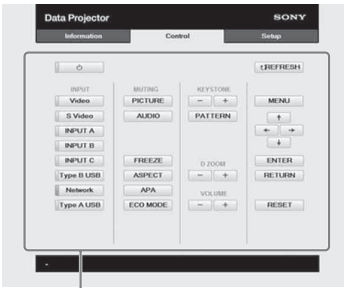 Data Projector SONY
Information Control Setup
REFRESH
INPUT MUTING KEYSTONE
Video PICTURE - + MENU
S Video AUDIO PATTERN
INPUT A
INPUT B
INPUT C FREEZE D ZOOM ENTER
Type B USB ASPECT - + RETURN
Network APA VOLUME
Type A USB ECO MODE - + RESET